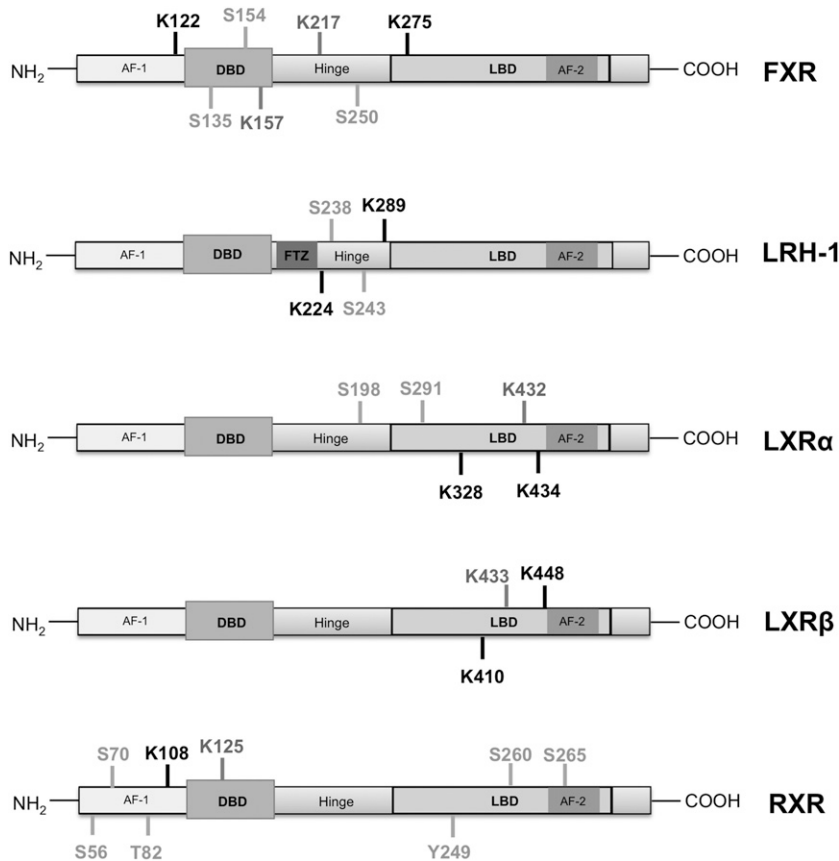 K122 S154 K217 K275
NH2 AF-1 DBD Hinge LBD AF-2 COOH FXR
S135 K157 S250
S238 K289
NH2 AF-1 DBD FTZ Hinge LBD AF-2 COOH LRH-1
K224 S243
S198 S291 K432
NH2 AF-1 DBD Hinge LBD AF-2 COOH LXRα
K328 K434
K433 K448
NH2 AF-1 DBD Hinge LBD AF-2 COOH LXRβ
K410
S70 K108 K125 S260 S265
NH2 AF-1 DBD Hinge LBD AF-2 COOH RXR
S56 T82 Y249